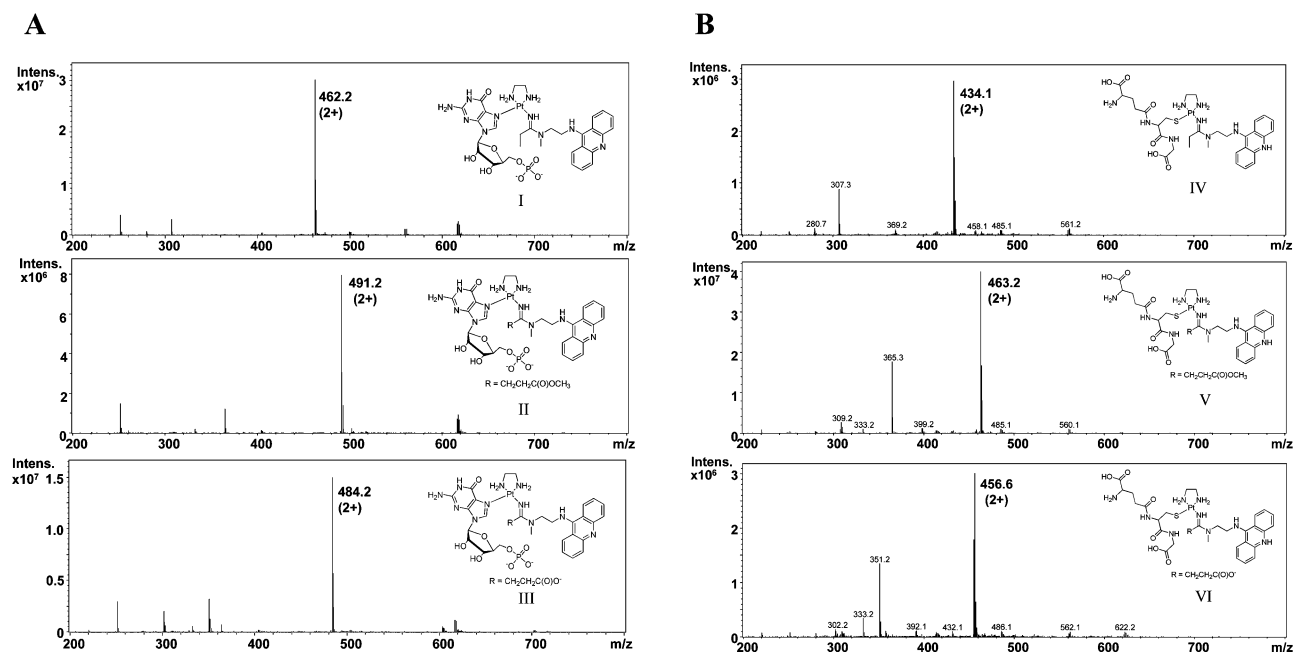 A
Intens.
x10⁷
3
2
1
0
462.2
(2+)
I
200 300 400 500 600 700 m/z
Intens.
x10⁶
8
6
4
2
0
491.2
(2+)
R = CH₂CH₂C(O)OCH₃
II
200 300 400 500 600 700 m/z
Intens.
x10⁷
1.5
1.0
0.5
0
484.2
(2+)
R = CH₂CH₂C(O)O⁻
III
200 300 400 500 600 700 m/z
B
Intens.
x10⁶
3
2
1
0
434.1
(2+)
307.3
280.7
369.2
458.1
485.1
561.2
IV
200 300 400 500 600 700 m/z
Intens.
x10⁷
4
3
2
1
0
463.2
(2+)
365.3
309.2
333.2
399.2
485.1
560.1
R = CH₂CH₂C(O)OCH₃
V
200 300 400 500 600 700 m/z
Intens.
x10⁶
3
2
1
0
456.6
(2+)
351.2
333.2
302.2
392.1
432.1
486.1
562.1
622.2
R = CH₂CH₂C(O)O⁻
VI
200 300 400 500 600 700 m/z